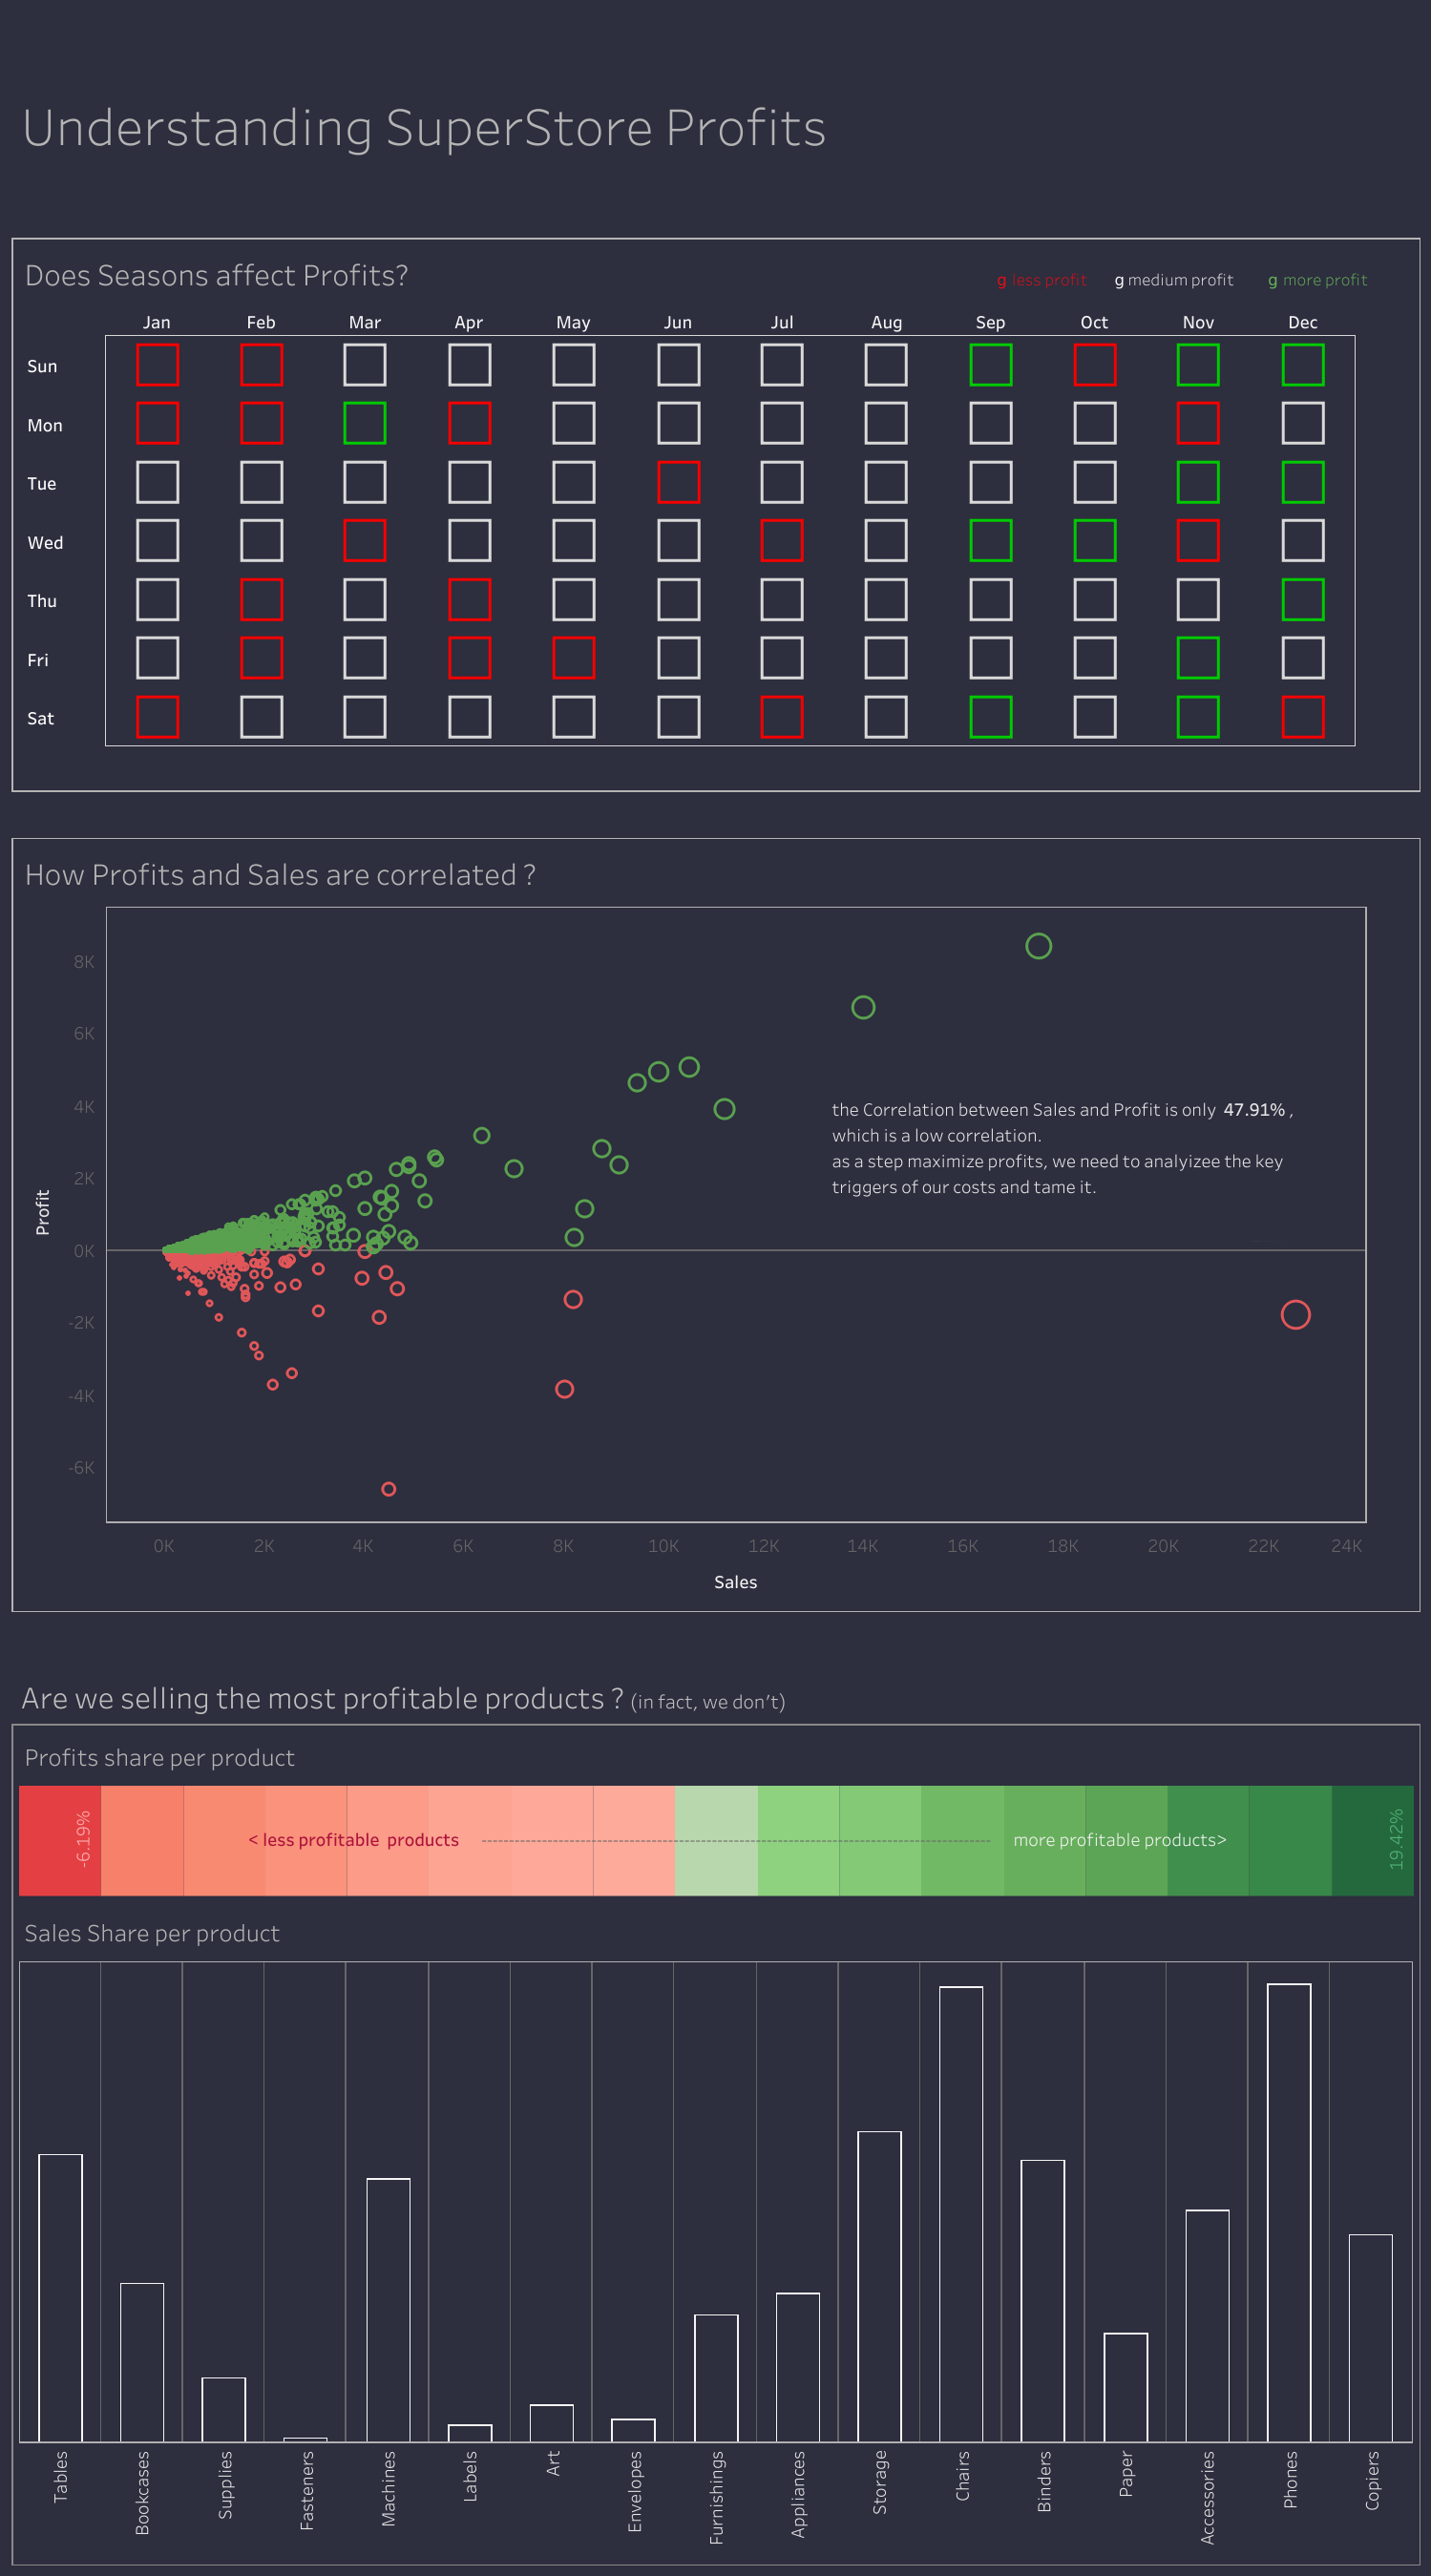 Understanding SuperStore Profits
Does Seasons affect Profits?
g less profit g medium profit g more profit
Jan Feb Mar Apr May Jun Jul Aug Sep Oct Nov Dec
Sun
Mon
Tue
Wed
Thu
Fri
Sat
How Profits and Sales are correlated ?
8K
6K
4K
2K
0K
-2K
-4K
-6K
Profit
the Correlation between Sales and Profit is only 47.91% ,
which is a low correlation.
as a step maximize profits, we need to analyizee the key
triggers of our costs and tame it.
0K 2K 4K 6K 8K 10K 12K 14K 16K 18K 20K 22K 24K
Sales
Are we selling the most profitable products ? (in fact, we don't)
Profits share per product
-6.19% < less profitable products more profitable products> 19.42%
Sales Share per product
Tables Bookcases Supplies Fasteners Machines Labels Art Envelopes Furnishings Appliances Storage Chairs Binders Paper Accessories Phones Copiers